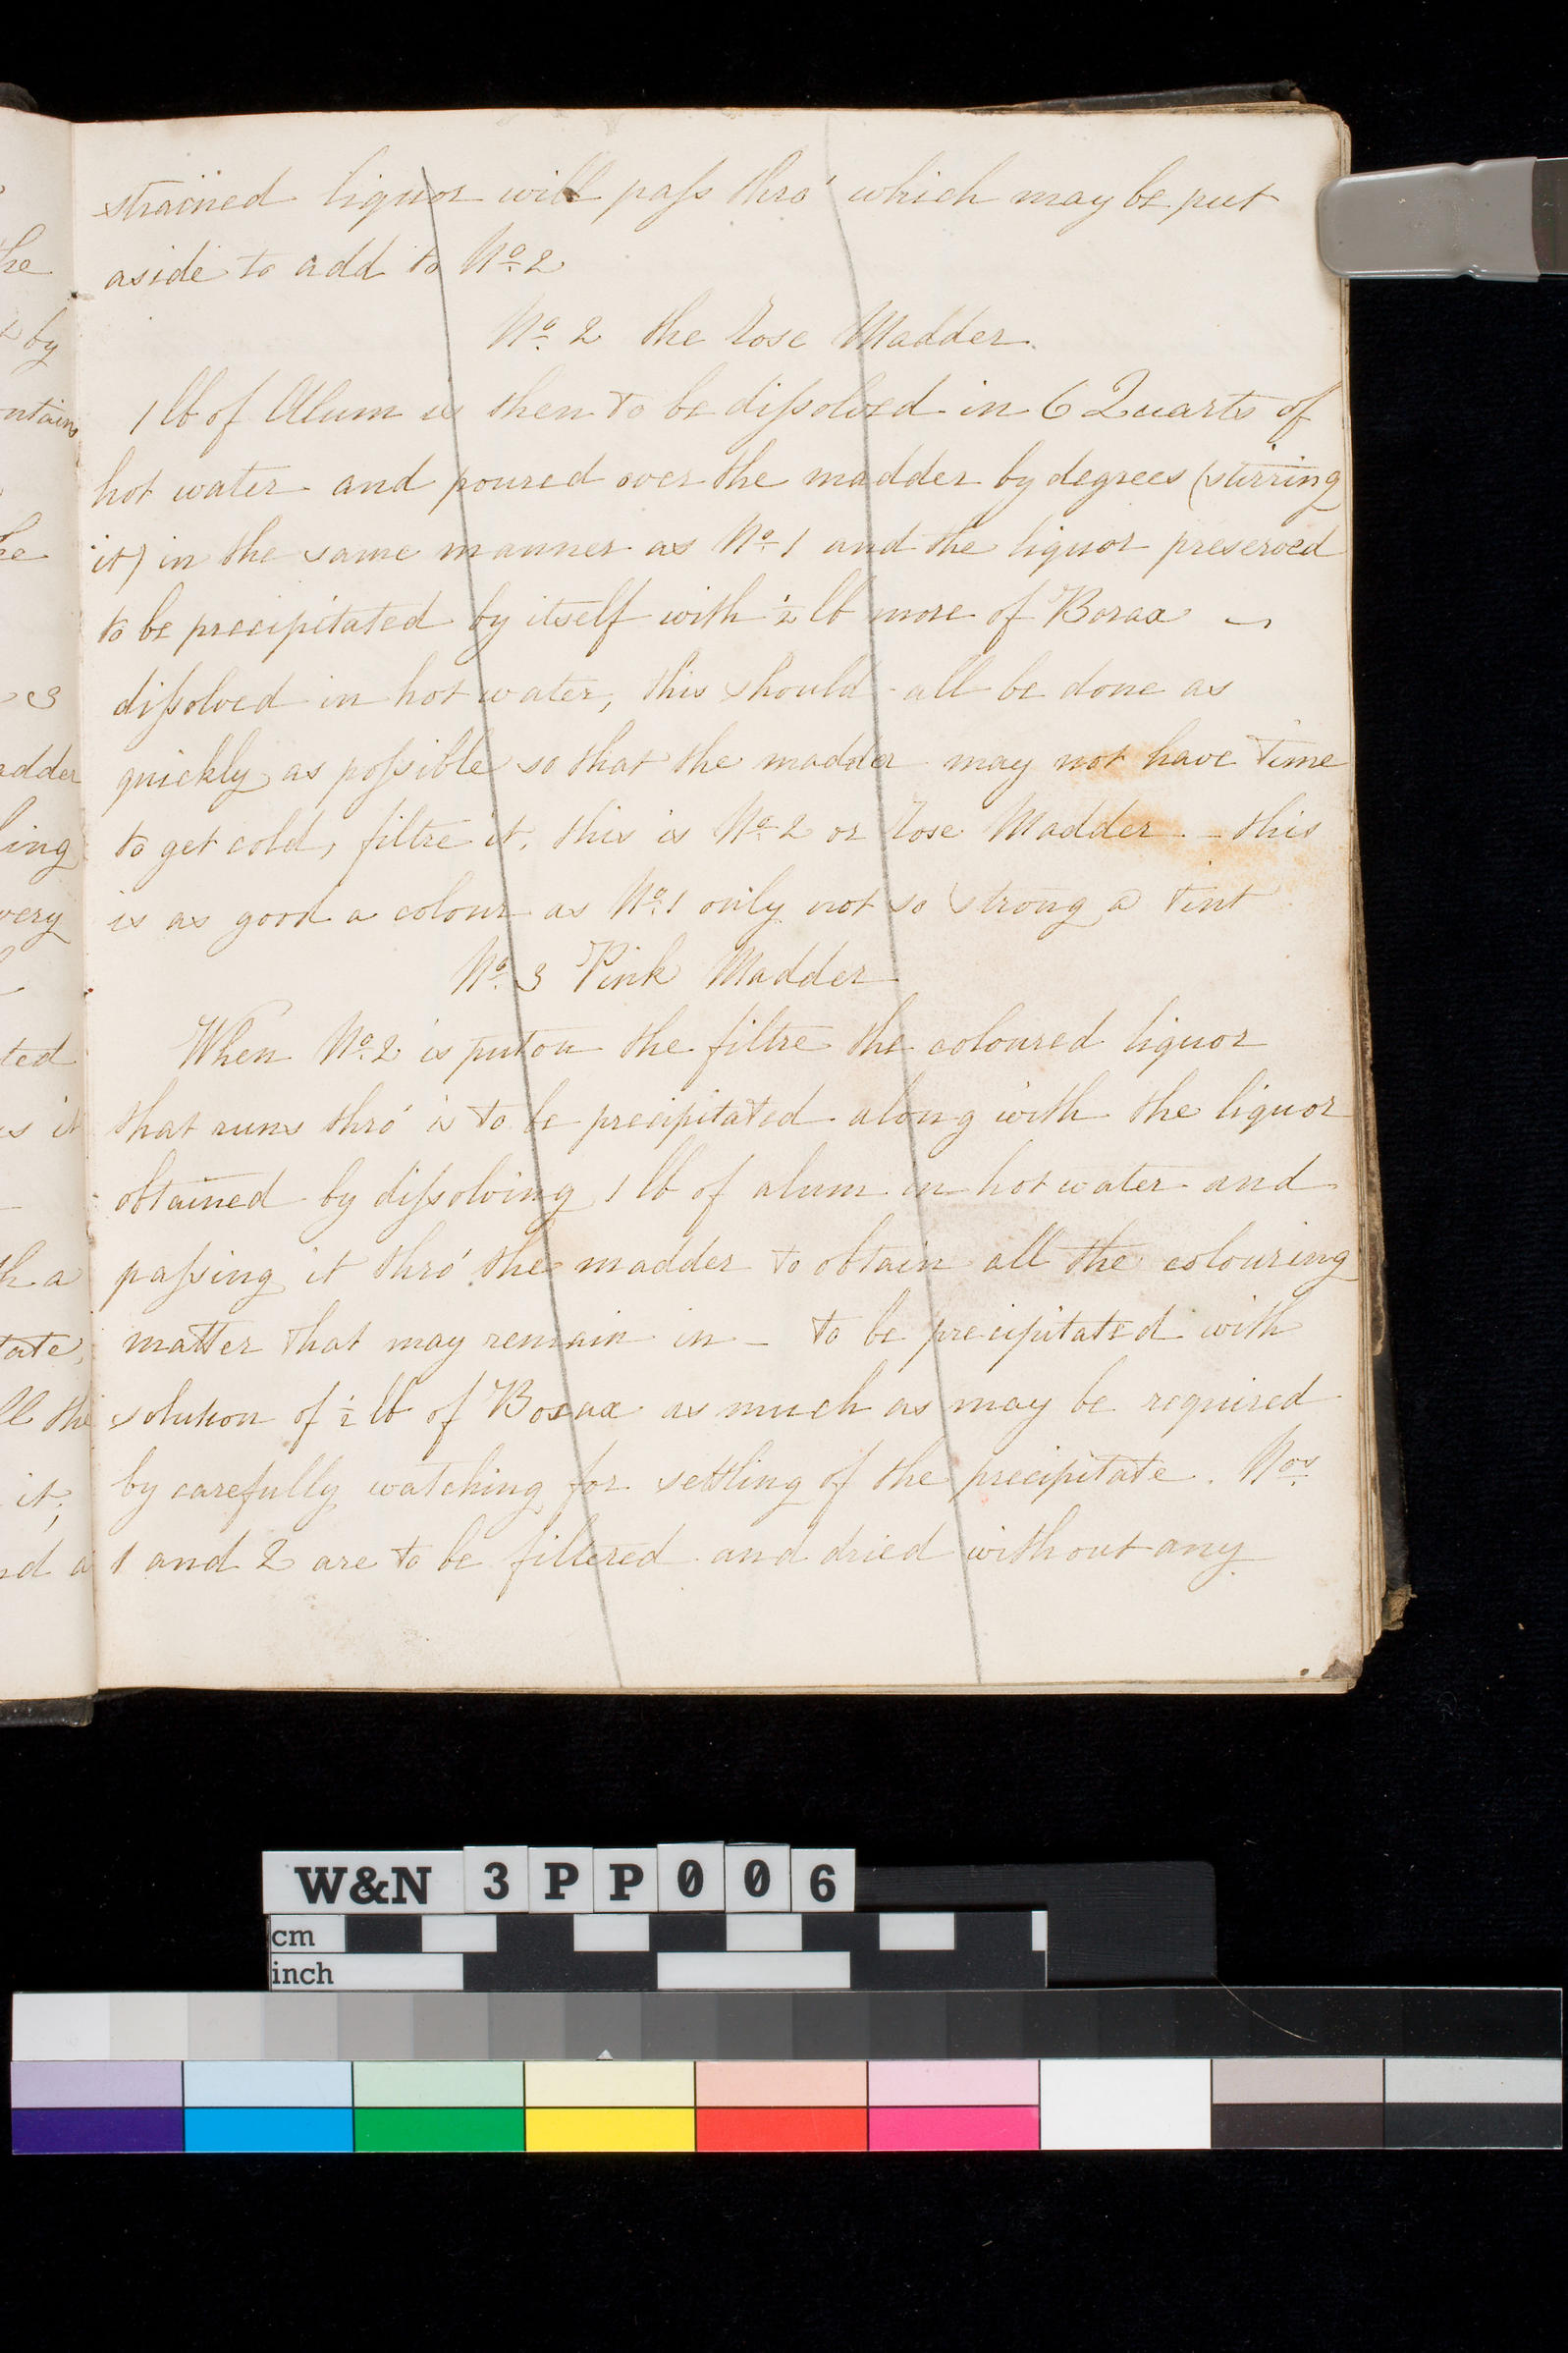 strained liquor will paſs thro' which may be put
aside to add to No. 2
No. 2 the rose Madder.
1 lb of Alum is then to be diſsolved in 6 Quarts of
hot water and poured over the madder by degrees (stirring
it) in the same manner as No. 1 and the liquor preserved
to be precipitated by itself with ½ lb more of Borax
diſsolved in hot water, this should all be done as
quickly as poſsible so that the madder may not have time
to get cold, filtre it, this is No. 2 or rose Madder - this
is as good a colour as No. 1 only not so strong a tint
No. 3 Pink Madder
When No. 2 is put on the filtre the coloured liquor
that runs thro' is to be precipitated along with the liquor
obtained by diſsolving 1 lb of alum in hot water and
paſsing it thro' the madder to obtain all the colouring
matter that may remain in - to be precipitated with
solution of ½ lb of Borax as much as may be required
by carefully watching for settling of the precipitate. Nos.
1 and 2 are to be filtered and dried without any
he
by
ntains
3
adder
ing
very
ted
is it
h a
tate,
ll the
it,
nd a
W&N 3PP006
cm
inch